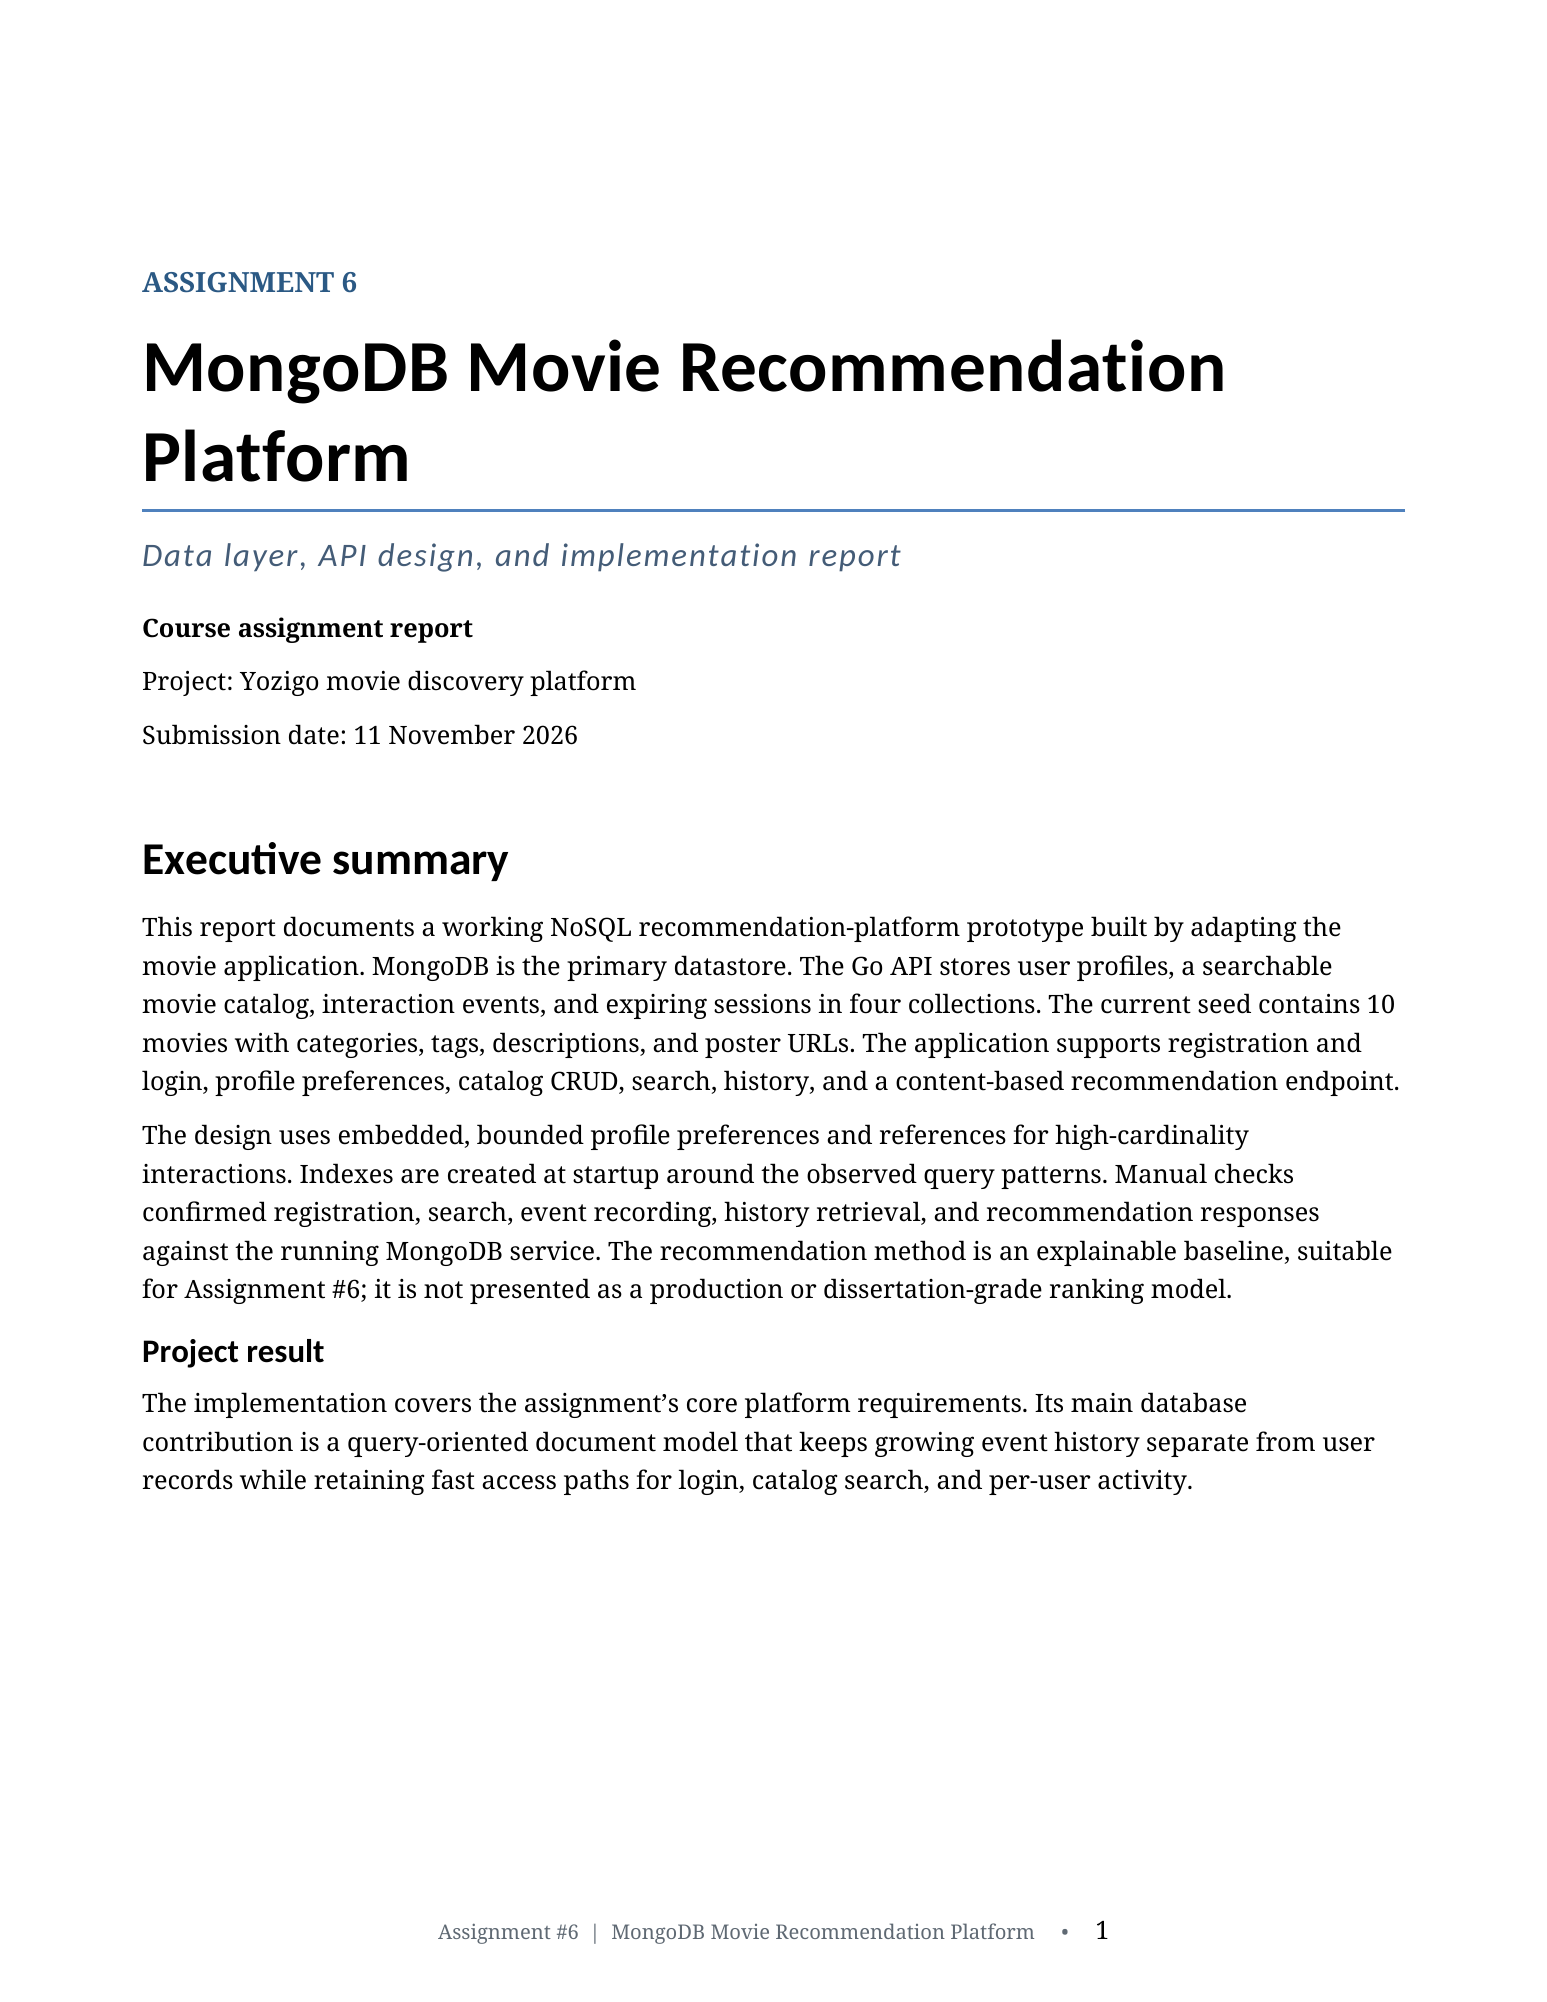 ASSIGNMENT 6
MongoDB Movie Recommendation
Platform
Data layer, API design, and implementation report
Course assignment report
Project: Yozigo movie discovery platform
Submission date: 11 November 2026
Executive summary
This report documents a working NoSQL recommendation-platform prototype built by adapting the
movie application. MongoDB is the primary datastore. The Go API stores user profiles, a searchable
movie catalog, interaction events, and expiring sessions in four collections. The current seed contains 10
movies with categories, tags, descriptions, and poster URLs. The application supports registration and
login, profile preferences, catalog CRUD, search, history, and a content-based recommendation endpoint.
The design uses embedded, bounded profile preferences and references for high-cardinality
interactions. Indexes are created at startup around the observed query patterns. Manual checks
confirmed registration, search, event recording, history retrieval, and recommendation responses
against the running MongoDB service. The recommendation method is an explainable baseline, suitable
for Assignment #6; it is not presented as a production or dissertation-grade ranking model.
Project result
The implementation covers the assignment’s core platform requirements. Its main database
contribution is a query-oriented document model that keeps growing event history separate from user
records while retaining fast access paths for login, catalog search, and per-user activity.
Assignment #6 | MongoDB Movie Recommendation Platform • 1